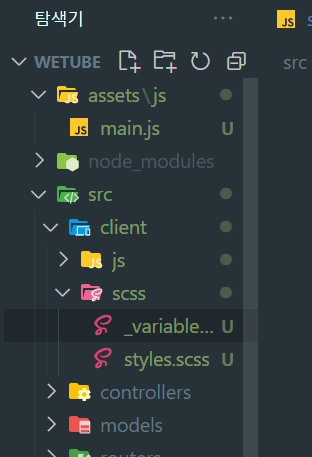 탐색기 ···
WETUBE
src
assets\js
JS main.js U
node_modules
src
client
js
scss
_variable... U
styles.scss U
controllers
models
routers